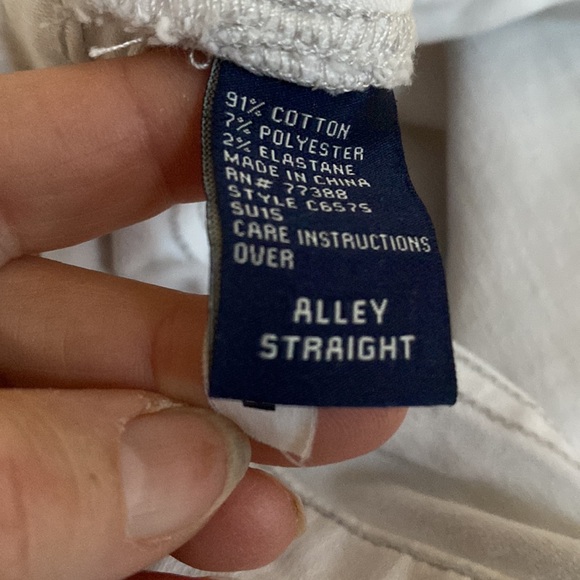 91% COTTON
7% POLYESTER
2% ELASTANE
MADE IN CHINA
RN# 77388
STYLE C6575
SU15
CARE INSTRUCTIONS
OVER
ALLEY
STRAIGHT